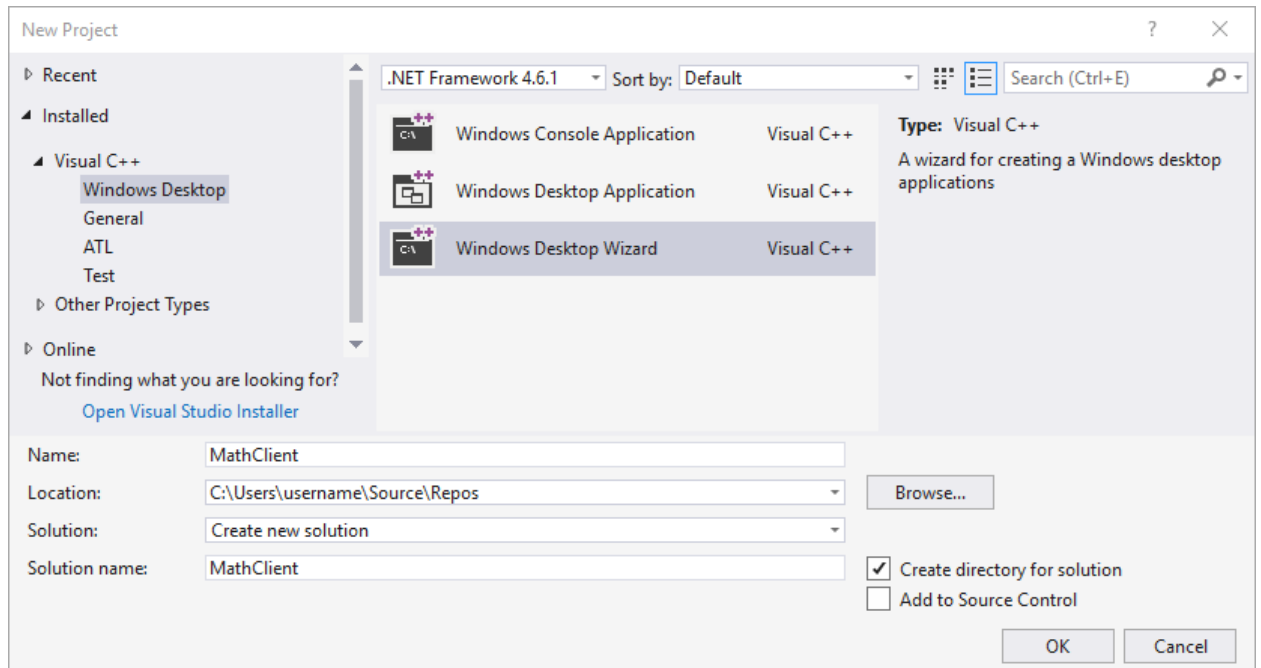 New Project
?
Recent
Installed
Visual C++
Windows Desktop
General
ATL
Test
Other Project Types
Online
Not finding what you are looking for?
Open Visual Studio Installer
.NET Framework 4.6.1
Sort by: Default
Search (Ctrl+E)
Windows Console Application Visual C++
Windows Desktop Application Visual C++
Windows Desktop Wizard Visual C++
Type: Visual C++
A wizard for creating a Windows desktop
applications
Name: MathClient
Location: C:\Users\username\Source\Repos Browse...
Solution: Create new solution
Solution name: MathClient
Create directory for solution
Add to Source Control
OK Cancel